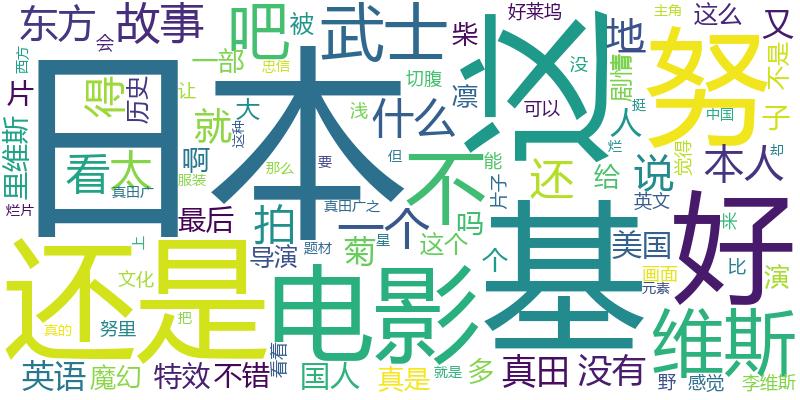 东方 会 故事 吧 被 武士 柴 好莱坞 主角 这么 又
西方 片 得 历史 一部 忠信 切腹 汉 地 剧情 努 不是
日本 让 就 大 什么 浅 凛 没 可以 人 挺 中国 子
里维斯 看 太 啊 这种 那么 要 但 不 能 还 给 说 烂 觉得 本人 却
烂片 真田广 服装 最后 拍 真田广之 一个 吗 片子 英文 好 来
还是 上 导演 题材 星 菊 这个 个 基 美国 画面 比 演
文化 电影 元素 维斯
真的 努里 把 看着
英语 魔幻 特效 不错 国人 真是 就是 多 真田 没有 野 感觉 李维斯